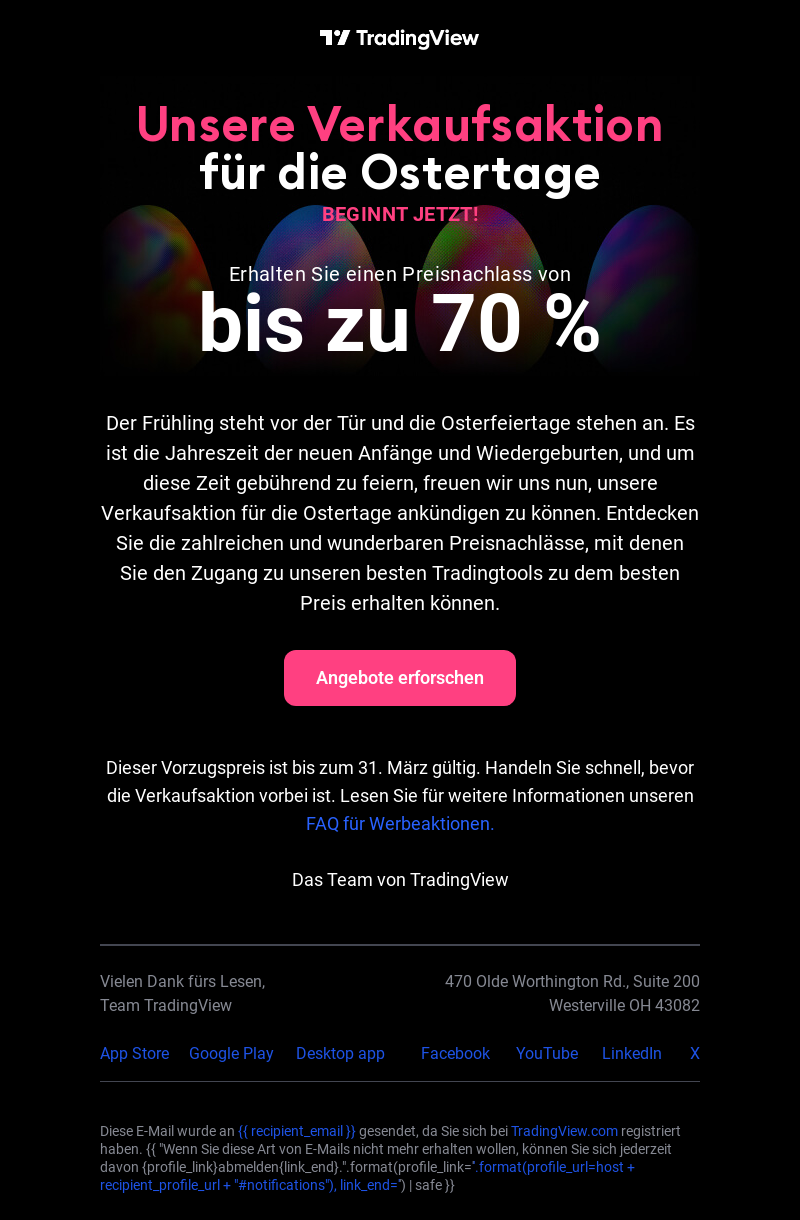 TradingView
Unsere Verkaufsaktion
für die Ostertage
BEGINNT JETZT!
Erhalten Sie einen Preisnachlass von
bis zu 70 %
Der Frühling steht vor der Tür und die Osterfeiertage stehen an. Es
ist die Jahreszeit der neuen Anfänge und Wiedergeburten, und um
diese Zeit gebührend zu feiern, freuen wir uns nun, unsere
Verkaufsaktion für die Ostertage ankündigen zu können. Entdecken
Sie die zahlreichen und wunderbaren Preisnachlässe, mit denen
Sie den Zugang zu unseren besten Tradingtools zu dem besten
Preis erhalten können.
Angebote erforschen
Dieser Vorzugspreis ist bis zum 31. März gültig. Handeln Sie schnell, bevor
die Verkaufsaktion vorbei ist. Lesen Sie für weitere Informationen unseren
FAQ für Werbeaktionen.
Das Team von TradingView
Vielen Dank fürs Lesen,
Team TradingView
470 Olde Worthington Rd., Suite 200
Westerville OH 43082
App Store Google Play Desktop app Facebook YouTube LinkedIn X
Diese E-Mail wurde an {{ recipient_email }} gesendet, da Sie sich bei TradingView.com registriert
haben. {{ "Wenn Sie diese Art von E-Mails nicht mehr erhalten wollen, können Sie sich jederzeit
davon {profile_link}abmelden{link_end}.".format(profile_link='.format(profile_url=host +
recipient_profile_url + "#notifications"), link_end='') | safe }}